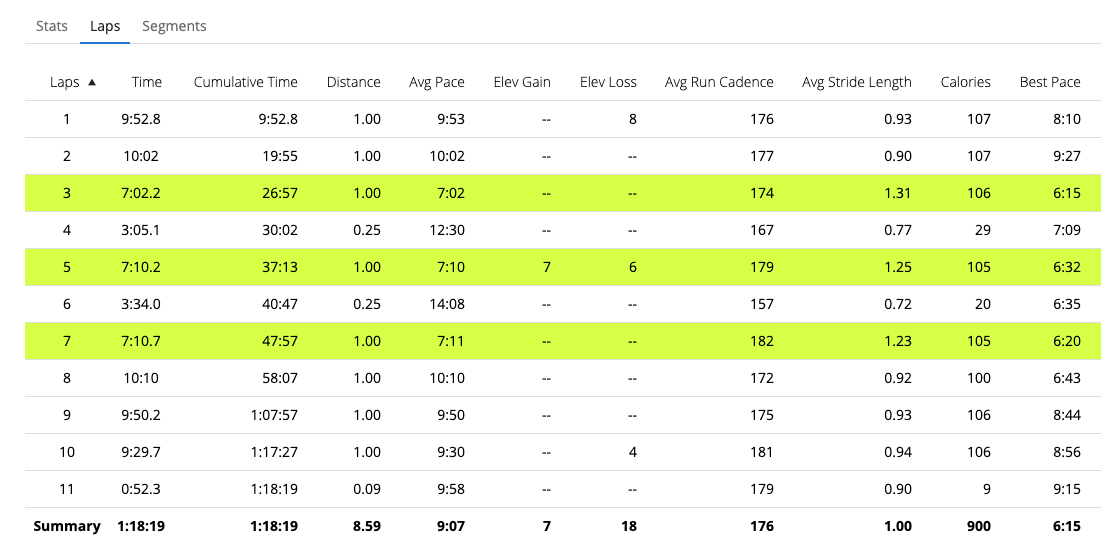 Stats Laps Segments
Laps ▲ Time Cumulative Time Distance Avg Pace Elev Gain Elev Loss Avg Run Cadence Avg Stride Length Calories Best Pace
1 9:52.8 9:52.8 1.00 9:53 -- 8 176 0.93 107 8:10
2 10:02 19:55 1.00 10:02 -- -- 177 0.90 107 9:27
3 7:02.2 26:57 1.00 7:02 -- -- 174 1.31 106 6:15
4 3:05.1 30:02 0.25 12:30 -- -- 167 0.77 29 7:09
5 7:10.2 37:13 1.00 7:10 7 6 179 1.25 105 6:32
6 3:34.0 40:47 0.25 14:08 -- -- 157 0.72 20 6:35
7 7:10.7 47:57 1.00 7:11 -- -- 182 1.23 105 6:20
8 10:10 58:07 1.00 10:10 -- -- 172 0.92 100 6:43
9 9:50.2 1:07:57 1.00 9:50 -- -- 175 0.93 106 8:44
10 9:29.7 1:17:27 1.00 9:30 -- 4 181 0.94 106 8:56
11 0:52.3 1:18:19 0.09 9:58 -- -- 179 0.90 9 9:15
Summary 1:18:19 1:18:19 8.59 9:07 7 18 176 1.00 900 6:15